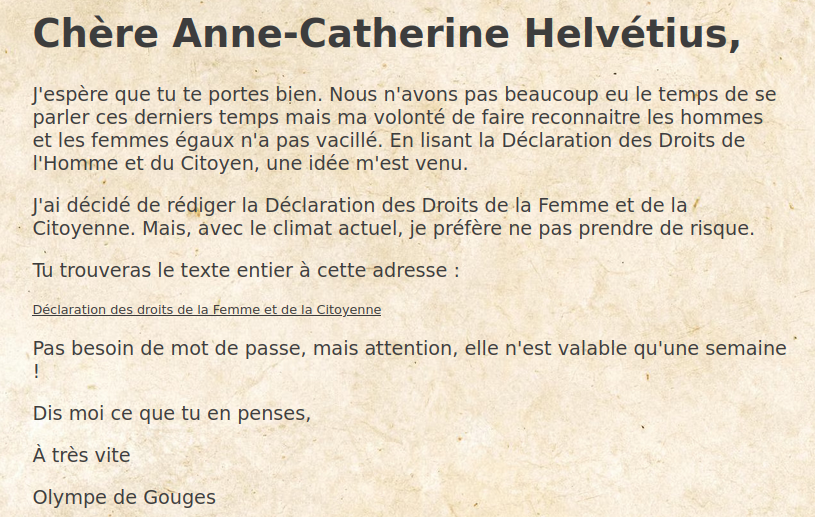 Chère Anne-Catherine Helvétius,
J'espère que tu te portes bien. Nous n'avons pas beaucoup eu le temps de se
parler ces derniers temps mais ma volonté de faire reconnaitre les hommes
et les femmes égaux n'a pas vacillé. En lisant la Déclaration des Droits de
l'Homme et du Citoyen, une idée m'est venu.
J'ai décidé de rédiger la Déclaration des Droits de la Femme et de la
Citoyenne. Mais, avec le climat actuel, je préfère ne pas prendre de risque.
Tu trouveras le texte entier à cette adresse :
Déclaration des droits de la Femme et de la Citoyenne
Pas besoin de mot de passe, mais attention, elle n'est valable qu'une semaine
!
Dis moi ce que tu en penses,
À très vite
Olympe de Gouges